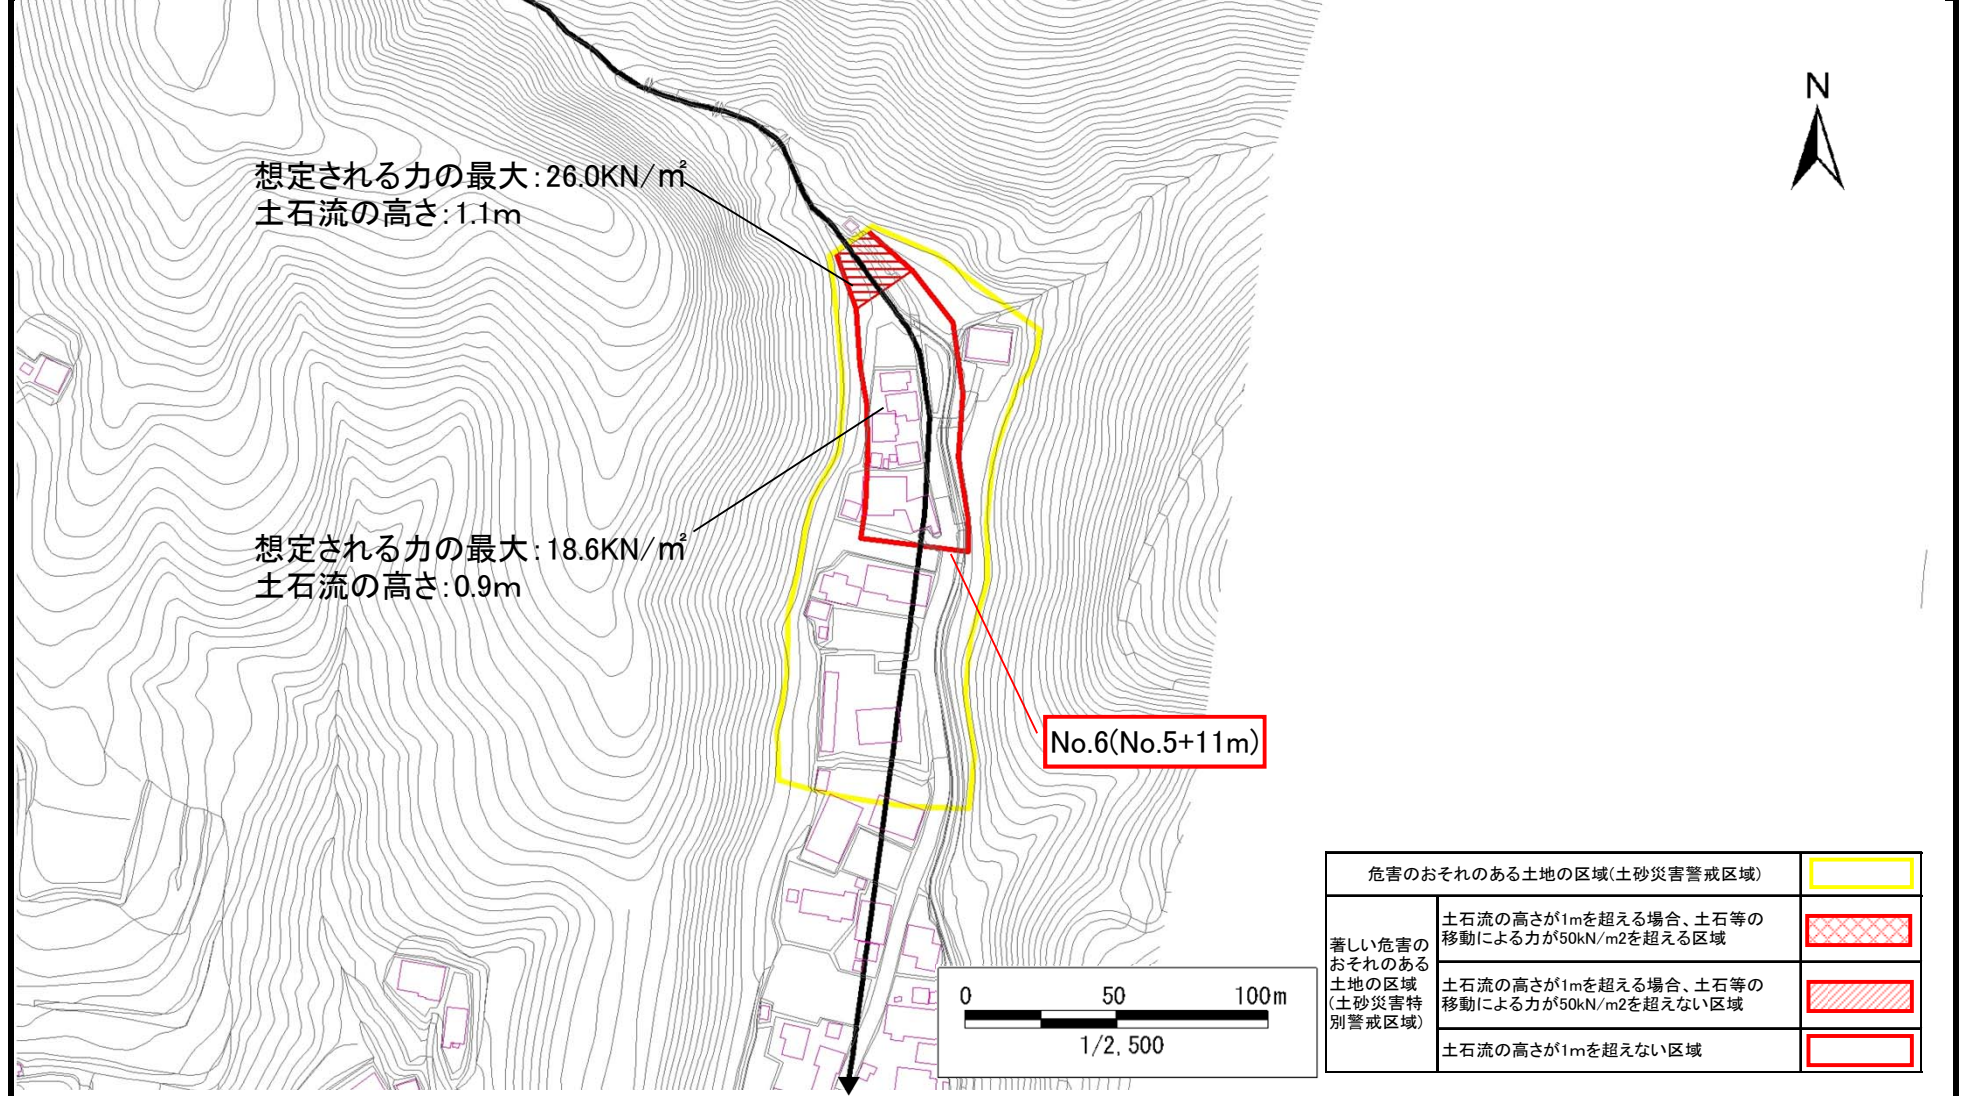 N
想定される力の最大:26.0KN/㎡
土石流の高さ:1.1m
想定される力の最大:18.6KN/㎡
土石流の高さ:0.9m
No.6(No.5+11m)
危害のおそれのある土地の区域(土砂災害警戒区域)
著しい危害の
おそれのある
土地の区域
(土砂災害特
別警戒区域)
土石流の高さが1mを超える場合、土石等の
移動による力が50kN/m2を超える区域
土石流の高さが1mを超える場合、土石等の
移動による力が50kN/m2を超えない区域
土石流の高さが1mを超えない区域
0 50 100m
1/2,500